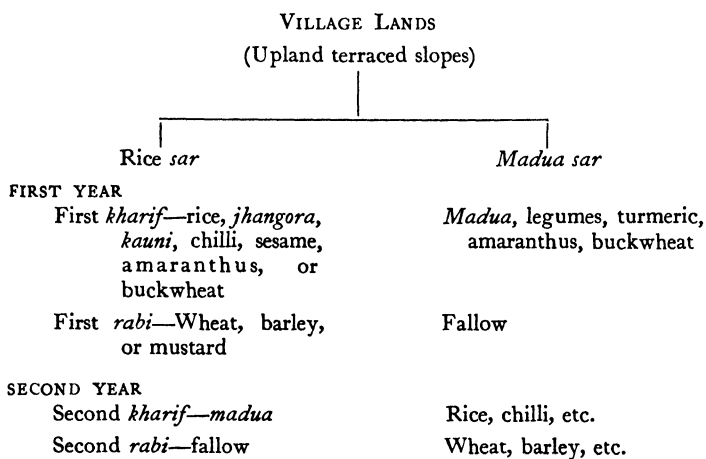 VILLAGE LANDS
(Upland terraced slopes)
Rice sar Madua sar
FIRST YEAR
First kharif—rice, jhangora, Madua, legumes, turmeric,
kauni, chilli, sesame, amaranthus, buckwheat
amaranthus, or
buckwheat
First rabi—Wheat, barley, Fallow
or mustard
SECOND YEAR
Second kharif—madua Rice, chilli, etc.
Second rabi—fallow Wheat, barley, etc.